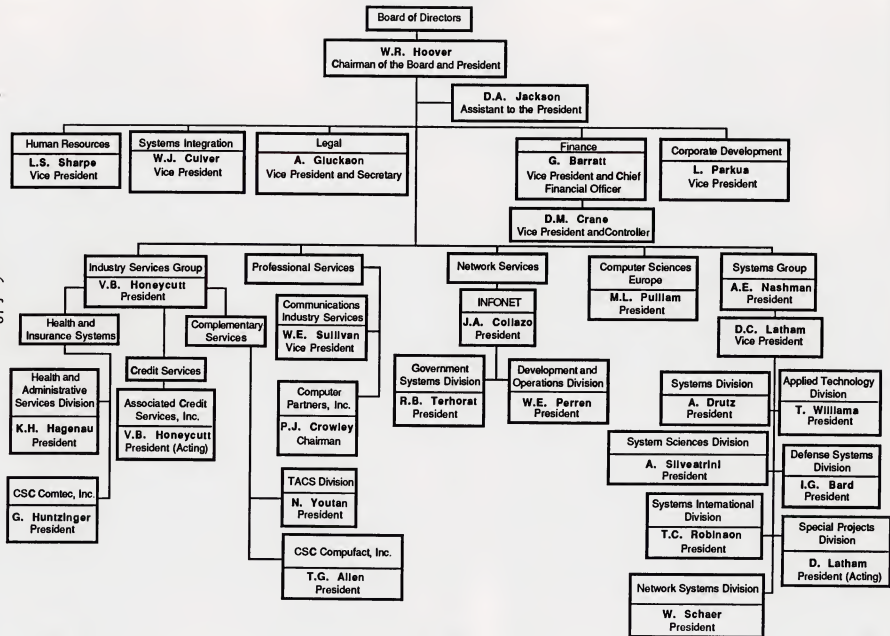 Board of Directors
W.R. Hoover
Chairman of the Board and President
D.A. Jackson
Assistant to the President
Human Resources
L.S. Sharpe
Vice President
Systems Integration
W.J. Culver
Vice President
Legal
A. Gluckaon
Vice President and Secretary
Finance
G. Barratt
Vice President and Chief
Financial Officer
Corporate Development
L. Parkua
Vice President
D.M. Crane
Vice President andController
Industry Services Group
V.B. Honeycutt
President
Professional Services
Network Services
Computer Sciences
Europe
M.L. Pulliam
President
Systems Group
A.E. Nashman
President
Health and
Insurance Systems
Complementary
Services
Communications
Industry Services
W.E. Sullivan
Vice President
INFONET
J.A. Collazo
President
D.C. Latham
Vice President
Credit Services
Health and
Administrative
Services Division
K.H. Hagenau
President
Associated Credit
Services, Inc.
V.B. Honeycutt
President (Acting)
Computer
Partners, Inc.
P.J. Crowley
Chairman
Government
Systems Division
R.B. Terhorat
President
Development and
Operations Division
W.E. Perren
President
Systems Division
A. Drutz
President
Applied Technology
Division
T. Williama
President
System Sciences Division
A. Silveatrini
President
Defense Systems
Division
I.G. Bard
President
CSC Comtec, Inc.
G. Huntzinger
President
TACS Division
N. Youtan
President
Systems International
Division
T.C. Robinaon
President
Special Projects
Division
D. Latham
President (Acting)
CSC Compufact, Inc.
T.G. Allen
President
Network Systems Division
W. Schaer
President